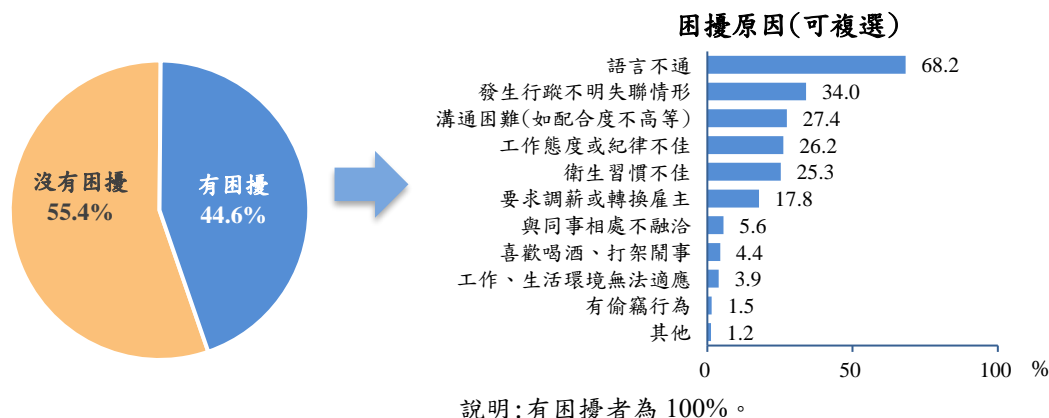 困擾原因(可複選)
沒有困擾
55.4%
有困擾
44.6%
語言不通 68.2
發生行蹤不明失聯情形 34.0
溝通困難(如配合度不高等) 27.4
工作態度或紀律不佳 26.2
衛生習慣不佳 25.3
要求調薪或轉換雇主 17.8
與同事相處不融洽 5.6
喜歡喝酒、打架鬧事 4.4
工作、生活環境無法適應 3.9
有偷竊行為 1.5
其他 1.2
0 50 100 %
說明:有困擾者為 100%。